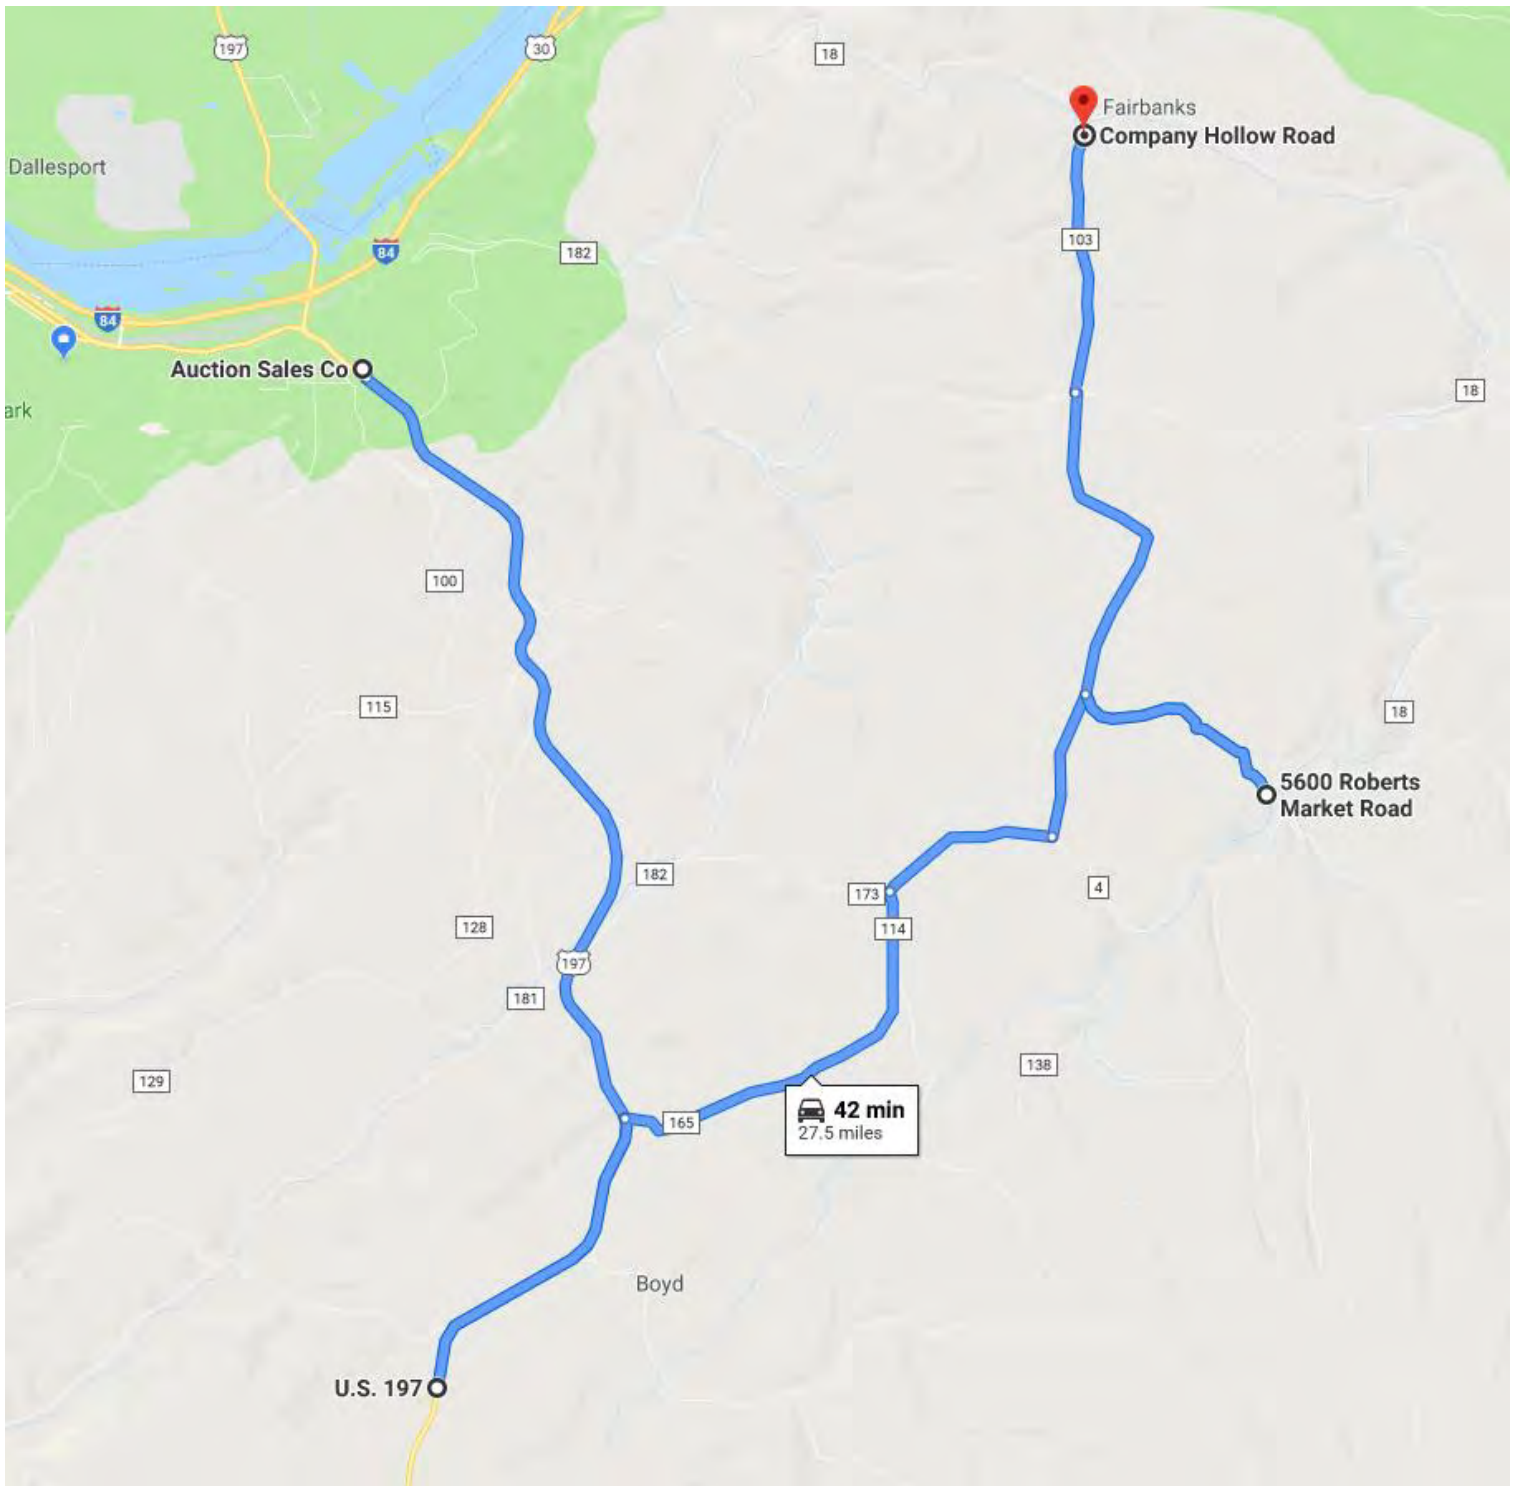 197
30
18
Fairbanks
Company Hollow Road
Dallesport
103
84
182
84
Auction Sales Co
18
ark
100
115
18
5600 Roberts
Market Road
182
4
173
128
114
197
181
138
129
42 min
27.5 miles
165
Boyd
U.S. 197